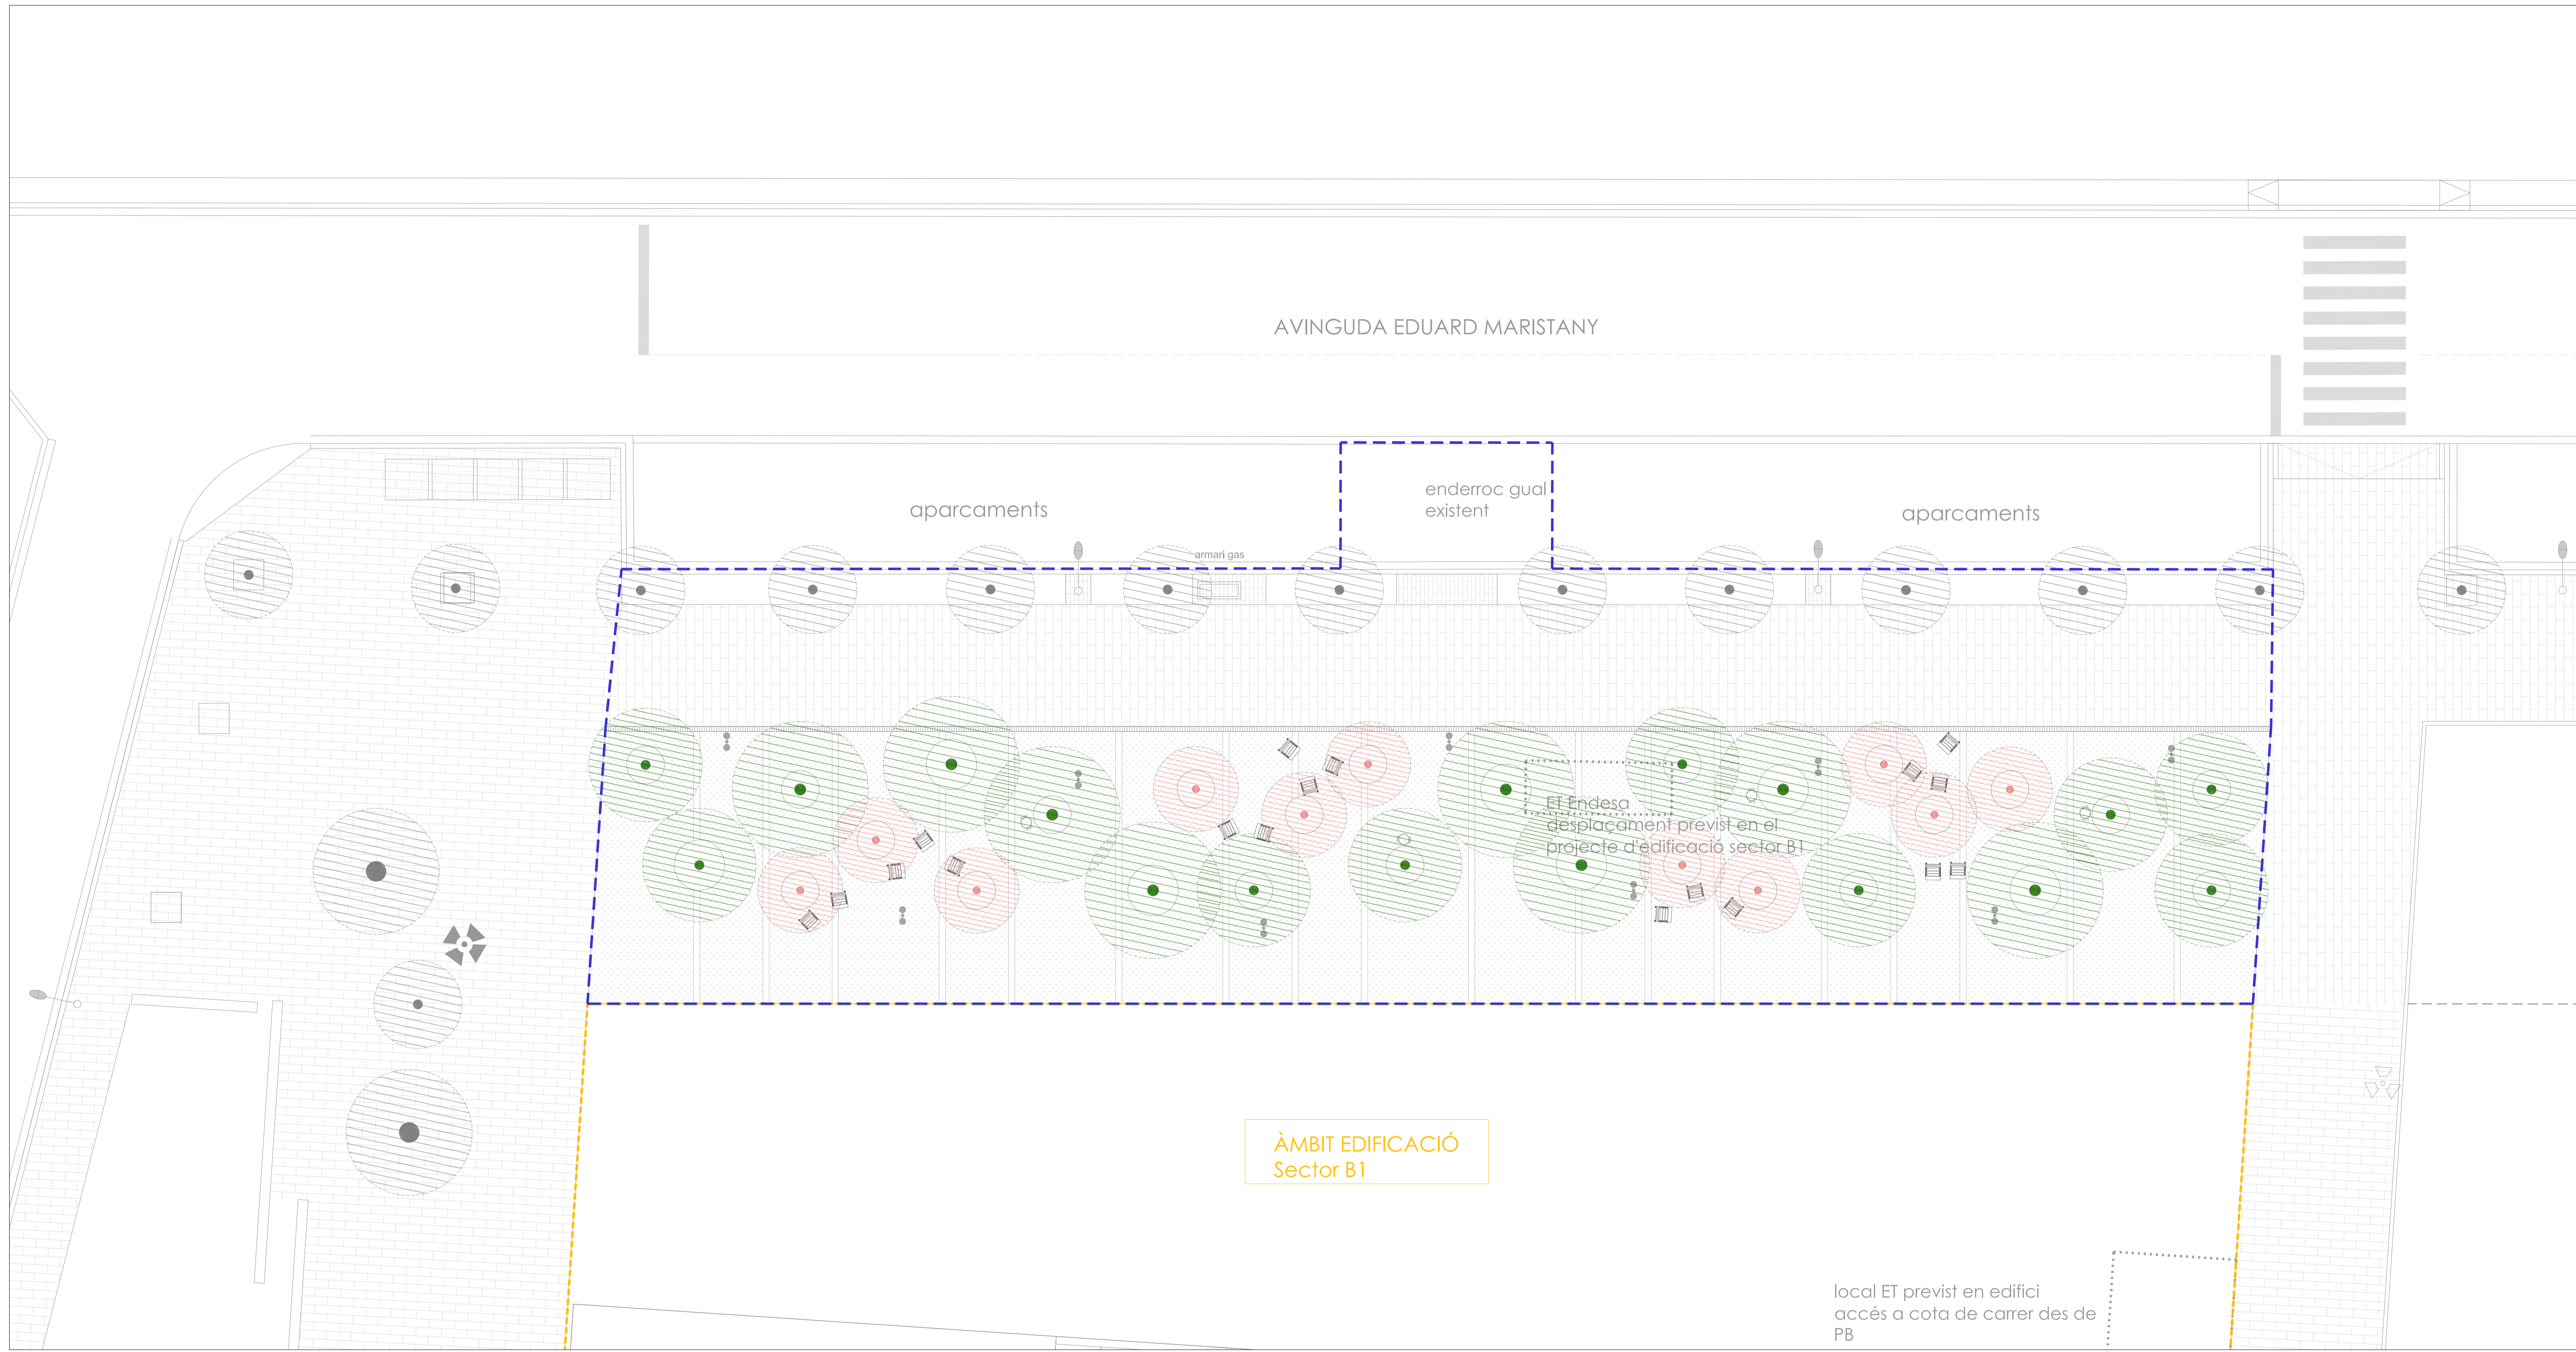 AVINGUDA EDUARD MARISTANY
enderroc gual
existent
aparcaments
aparcaments
armari gas
ET Endesa
desplaçament previst en el
projecte d'edificació sector B1
ÀMBIT EDIFICACIÓ
Sector B1
local ET previst en edifici
accés a cota de carrer des de
PB